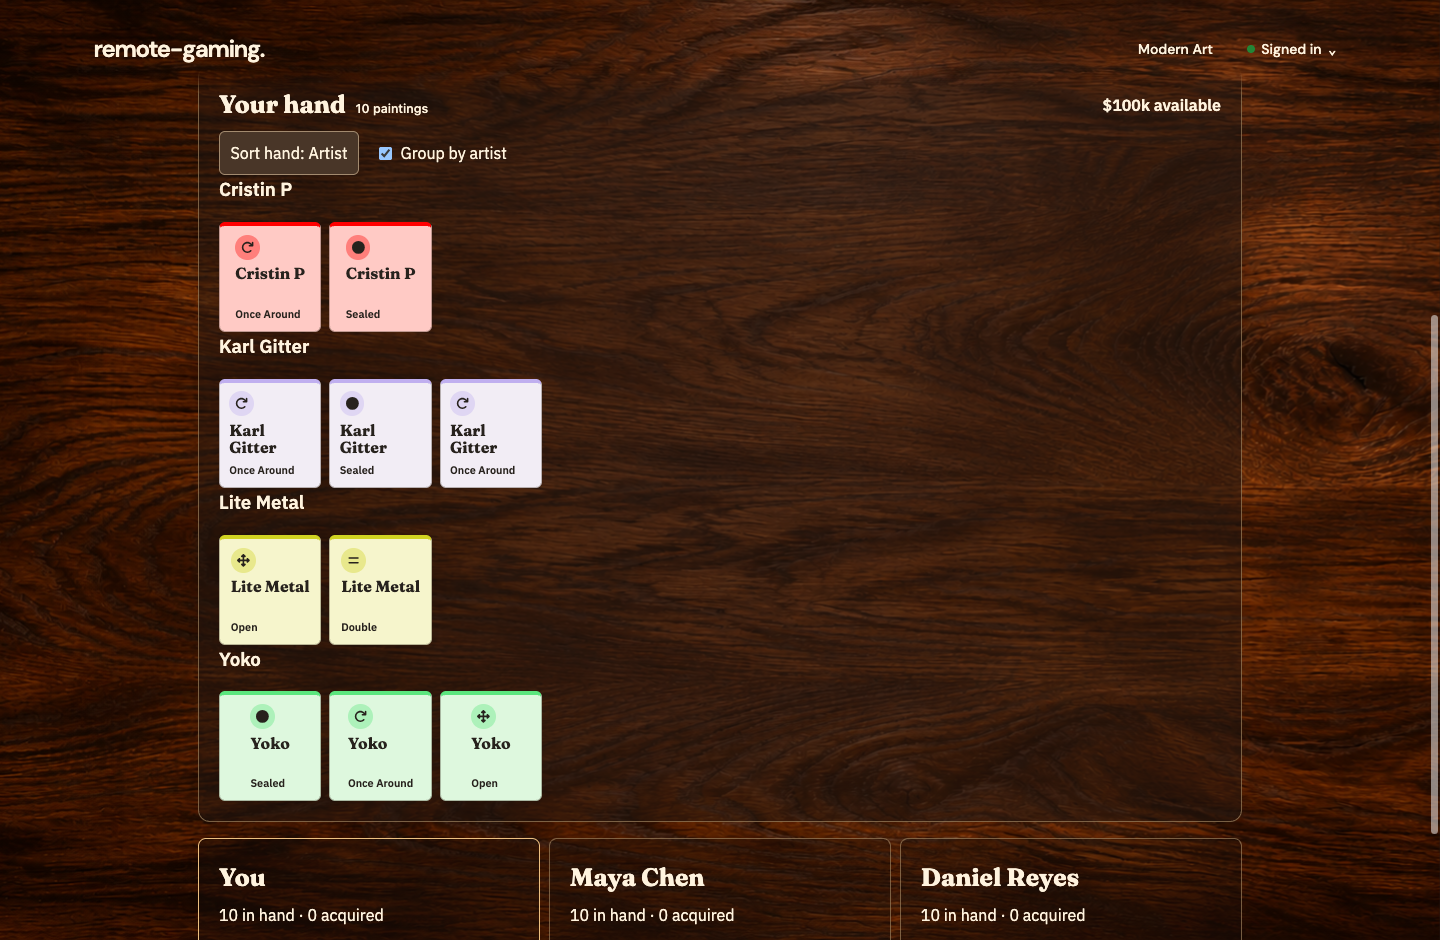 remote-gaming.
Modern Art
Signed in
Your hand
10 paintings
$100k available
Sort hand: Artist
Group by artist
Cristin P
Cristin P
Once Around
Cristin P
Sealed
Karl Gitter
Karl
Gitter
Once Around
Karl
Gitter
Sealed
Karl
Gitter
Once Around
Lite Metal
Lite Metal
Open
Lite Metal
Double
Yoko
Yoko
Sealed
Yoko
Once Around
Yoko
Open
You
10 in hand · 0 acquired
Maya Chen
10 in hand · 0 acquired
Daniel Reyes
10 in hand · 0 acquired